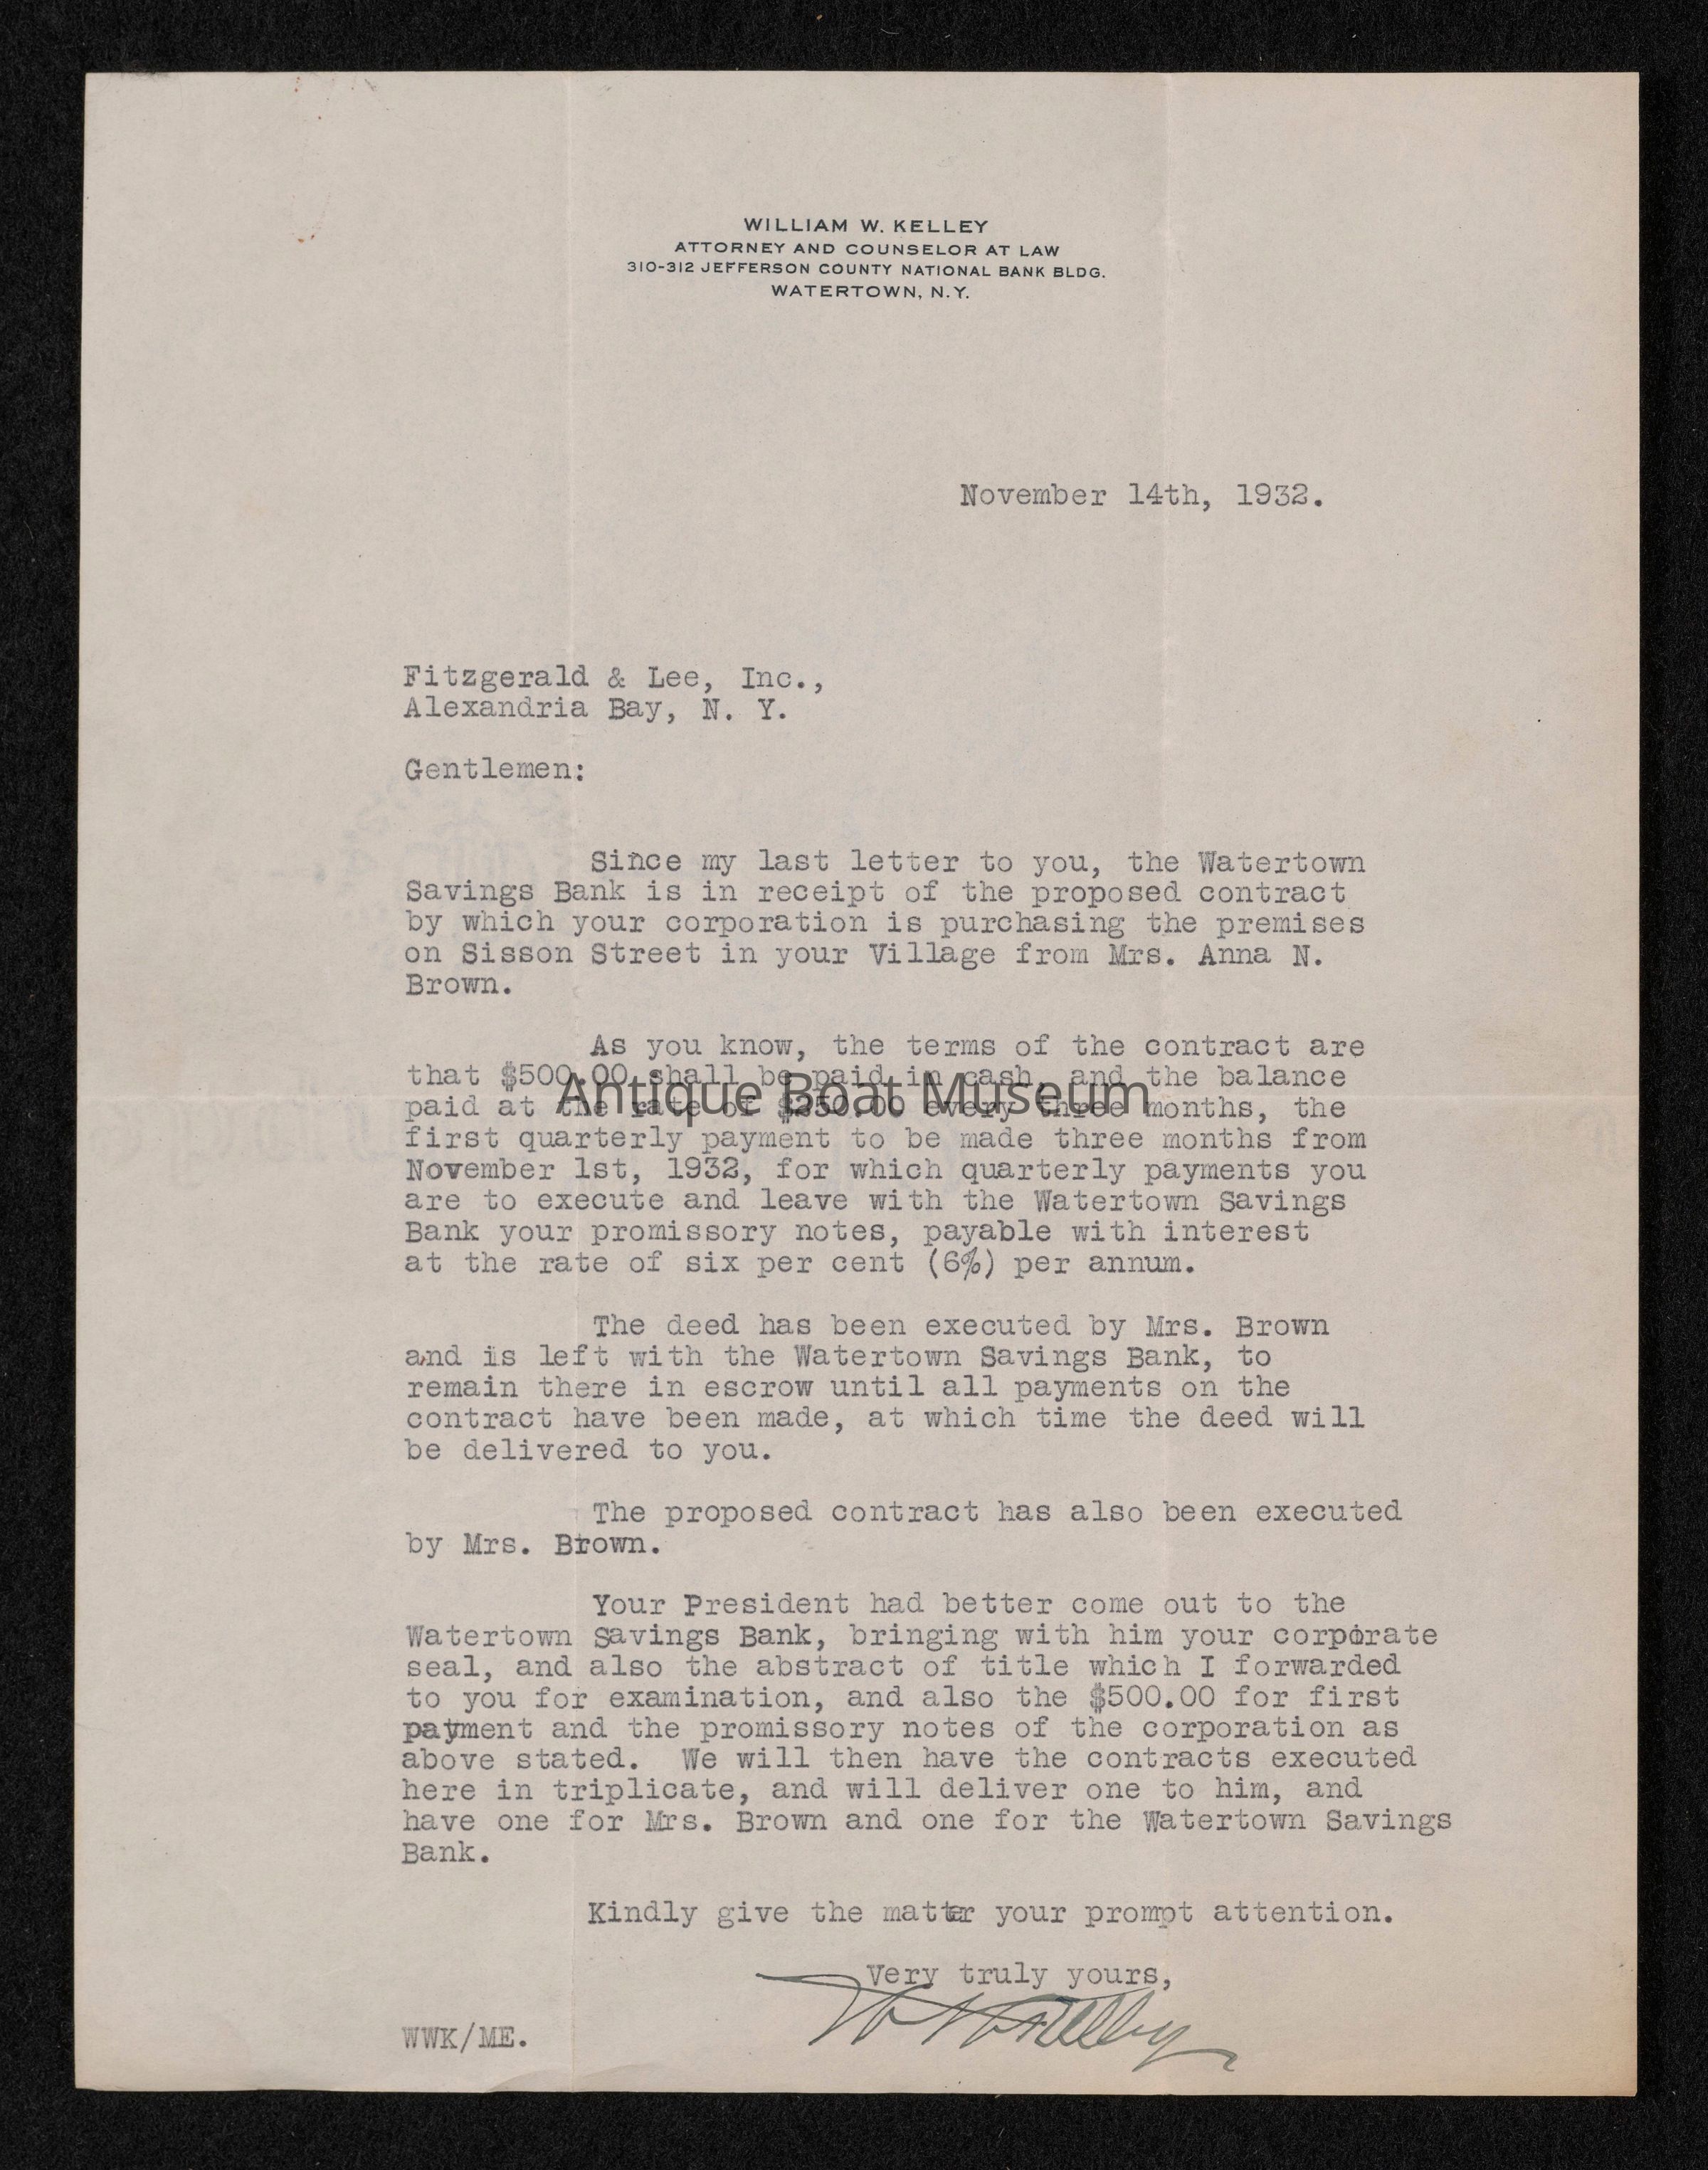 WILLIAM W. KELLEY
ATTORNEY AND COUNSELOR AT LAW
310-312 JEFFERSON COUNTY NATIONAL BANK BLDG.
WATERTOWN, N.Y.
November 14th, 1932.
Fitzgerald & Lee, Inc.,
Alexandria Bay, N. Y.
Gentlemen:
Since my last letter to you, the Watertown
Savings Bank is in receipt of the proposed contract
by which your corporation is purchasing the premises
on Sisson Street in your Village from Mrs. Anna N.
Brown.
As you know, the terms of the contract are
that $500.00 shall be paid in cash, and the balance
Antique Boat Museum
paid at the rate of every three months, the
first quarterly payment to be made three months from
November 1st, 1932, for which quarterly payments you
are to execute and leave with the Watertown Savings
Bank your promissory notes, payable with interest
at the rate of six per cent (6%) per annum.
The deed has been executed by Mrs. Brown
and is left with the Watertown Savings Bank, to
remain there in escrow until all payments on the
contract have been made, at which time the deed will
be delivered to you.
The proposed contract has also been executed
by Mrs. Brown.
Your President had better come out to the
Watertown Savings Bank, bringing with him your corporate
seal, and also the abstract of title which I forwarded
to you for examination, and also the $500.00 for first
payment and the promissory notes of the corporation as
above stated. We will then have the contracts executed
here in triplicate, and will deliver one to him, and
have one for Mrs. Brown and one for the Watertown Savings
Bank.
Kindly give the matter your prompt attention.
Very truly yours,
W W Kelley
WWK/ME.